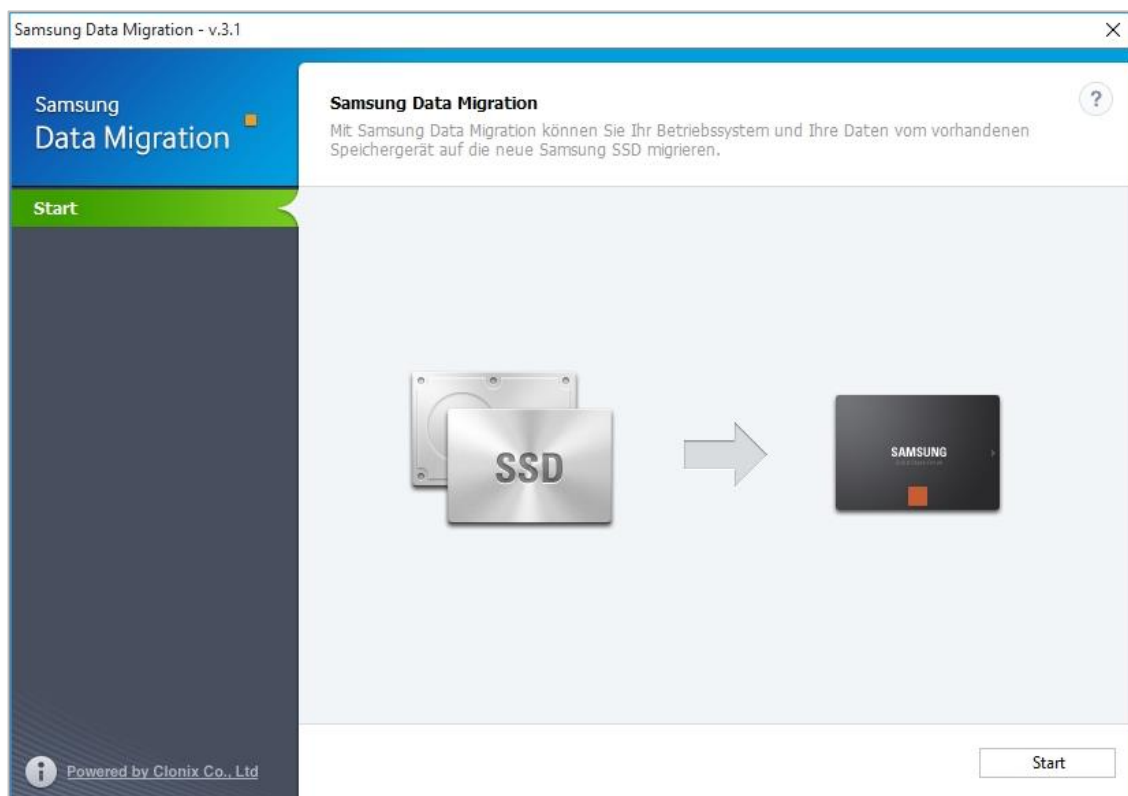 Samsung Data Migration - v.3.1
Samsung
Data Migration
Samsung Data Migration
?
Mit Samsung Data Migration können Sie Ihr Betriebssystem und Ihre Daten vom vorhandenen
Speichergerät auf die neue Samsung SSD migrieren.
Start
SSD
SAMSUNG
i
Powered by Clonix Co., Ltd
Start